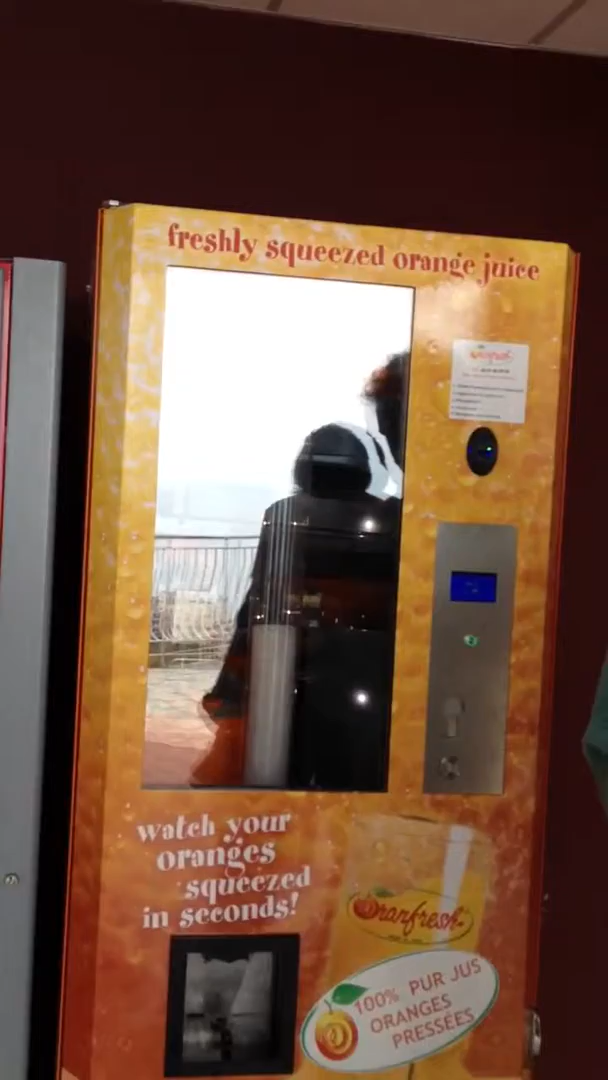 freshly squeezed orange juice
watch your
oranges
squeezed
in seconds!
Oranfresh
100% PUR JUS
ORANGES
PRESSÉES